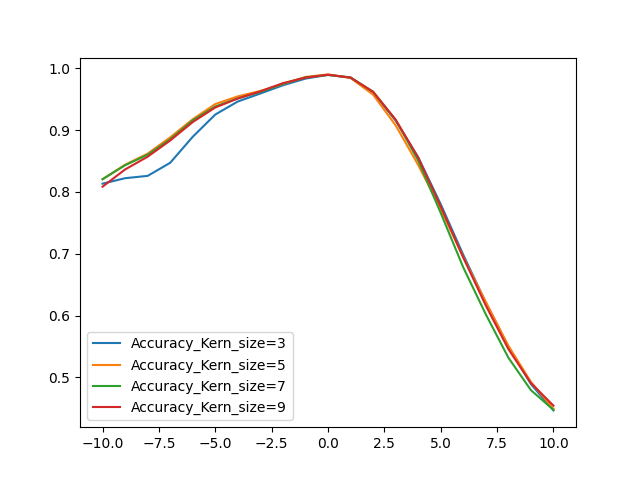 1.0
0.9
0.8
0.7
0.6
0.5
Accuracy_Kern_size=3
Accuracy_Kern_size=5
Accuracy_Kern_size=7
Accuracy_Kern_size=9
−10.0 −7.5 −5.0 −2.5 0.0 2.5 5.0 7.5 10.0